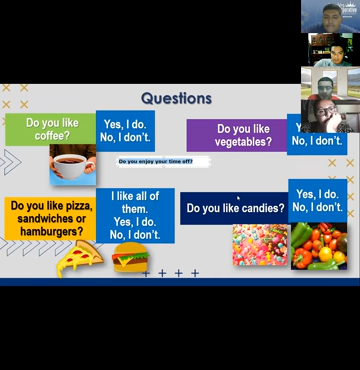 Questions
Do you like
coffee?
Yes, I do.
No, I don't.
Do you like
vegetables?
No, I don't.
Do you enjoy your time off?
Do you like pizza,
sandwiches or
hamburgers?
I like all of
them.
Yes, I do.
No, I don't.
Do you like candies?
Yes, I do.
No, I don't.